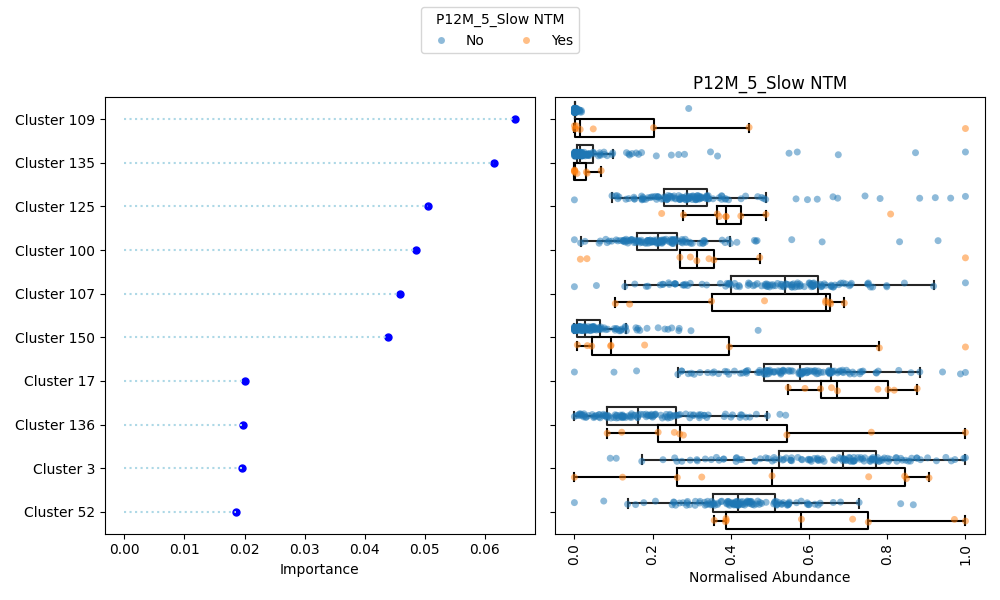 P12M_5_Slow NTM
No Yes
P12M_5_Slow NTM
Cluster 109
Cluster 135
Cluster 125
Cluster 100
Cluster 107
Cluster 150
Cluster 17
Cluster 136
Cluster 3
Cluster 52
0.00 0.01 0.02 0.03 0.04 0.05 0.06
Importance
0.0 0.2 0.4 0.6 0.8 1.0
Normalised Abundance